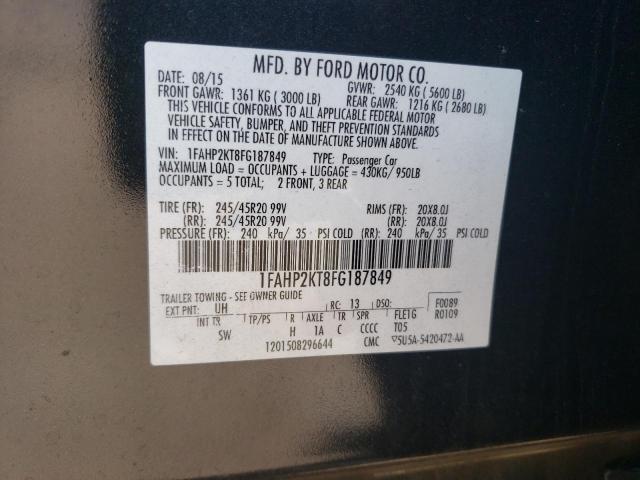 MFD. BY FORD MOTOR CO.
DATE: 08/15 GVWR: 2540 KG (5600 LB)
FRONT GAWR: 1361 KG (3000 LB) REAR GAWR: 1216 KG (2680 LB)
THIS VEHICLE CONFORMS TO ALL APPLICABLE FEDERAL MOTOR
VEHICLE SAFETY, BUMPER, AND THEFT PREVENTION STANDARDS
IN EFFECT ON THE DATE OF MANUFACTURE SHOWN ABOVE.
VIN: 1FAHP2KT8FG187849 TYPE: Passenger Car
MAXIMUM LOAD = OCCUPANTS + LUGGAGE = 430KG/950LB
OCCUPANTS = 5 TOTAL; 2 FRONT, 3 REAR
TIRE (FR): 245/45R20 99V RIMS (FR): 20X8.0J
(RR): 245/45R20 99V (RR): 20X8.0J
PRESSURE (FR): 240 kPa/ 35 PSI COLD (RR): 240 kPa/ 35 PSI COLD
1FAHP2KT8FG187849
TRAILER TOWING - SEE OWNER GUIDE
EXT PNT: UH RC: 13 DSO: F0089
INT TR TP/PS R AXLE TR SPR FLE1G R0109
SW H 1A C CCCC T05
1201508296644 CMC ▽5U5A-5420472-AA